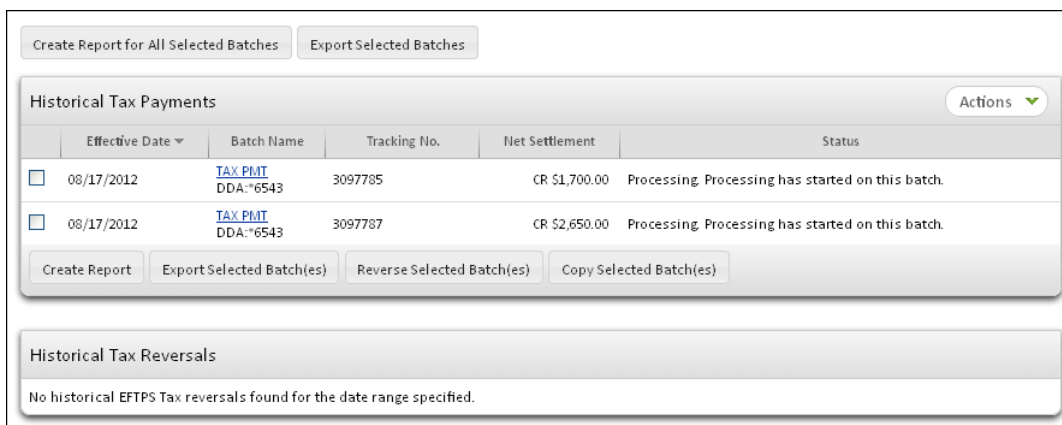 Create Report for All Selected Batches Export Selected Batches
Historical Tax Payments Actions
Effective Date Batch Name Tracking No. Net Settlement Status
08/17/2012 TAX PMT 3097785 CR $1,700.00 Processing. Processing has started on this batch.
DDA:*6543
08/17/2012 TAX PMT 3097787 CR $2,650.00 Processing. Processing has started on this batch.
DDA:*6543
Create Report Export Selected Batch(es) Reverse Selected Batch(es) Copy Selected Batch(es)
Historical Tax Reversals
No historical EFTPS Tax reversals found for the date range specified.